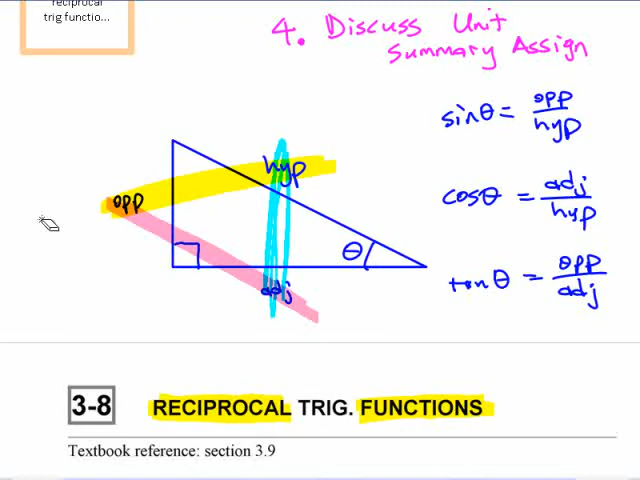 reciprocal
trig functio...
4. Discuss Unit
Summary Assign
sinθ = opp/hyp
hyp
opp
cosθ = adj/hyp
θ
adj
tanθ = opp/adj
3-8 RECIPROCAL TRIG. FUNCTIONS
Textbook reference: section 3.9